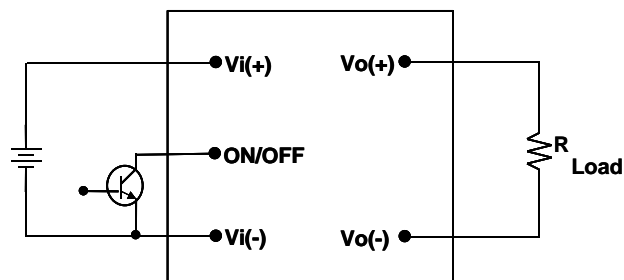 Vi(+)
Vo(+)
ON/OFF
R
Load
Vi(-)
Vo(-)